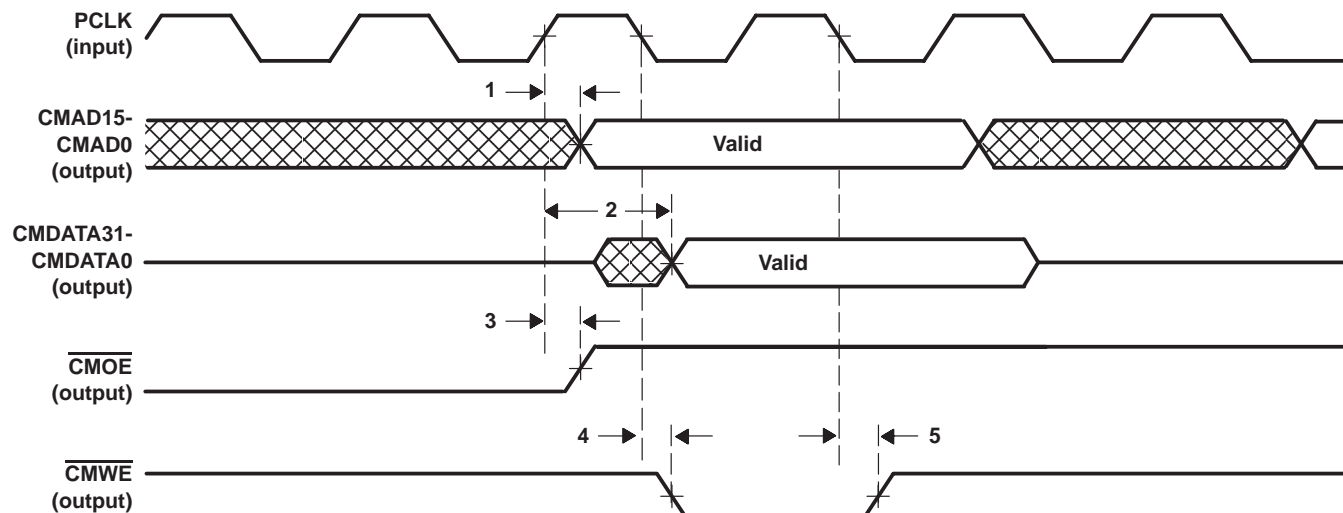 PCLK
(input)
1
CMAD15-
CMAD0
(output)
Valid
2
CMDATA31-
CMDATA0
(output)
Valid
3
CMOE
(output)
4
5
CMWE
(output)